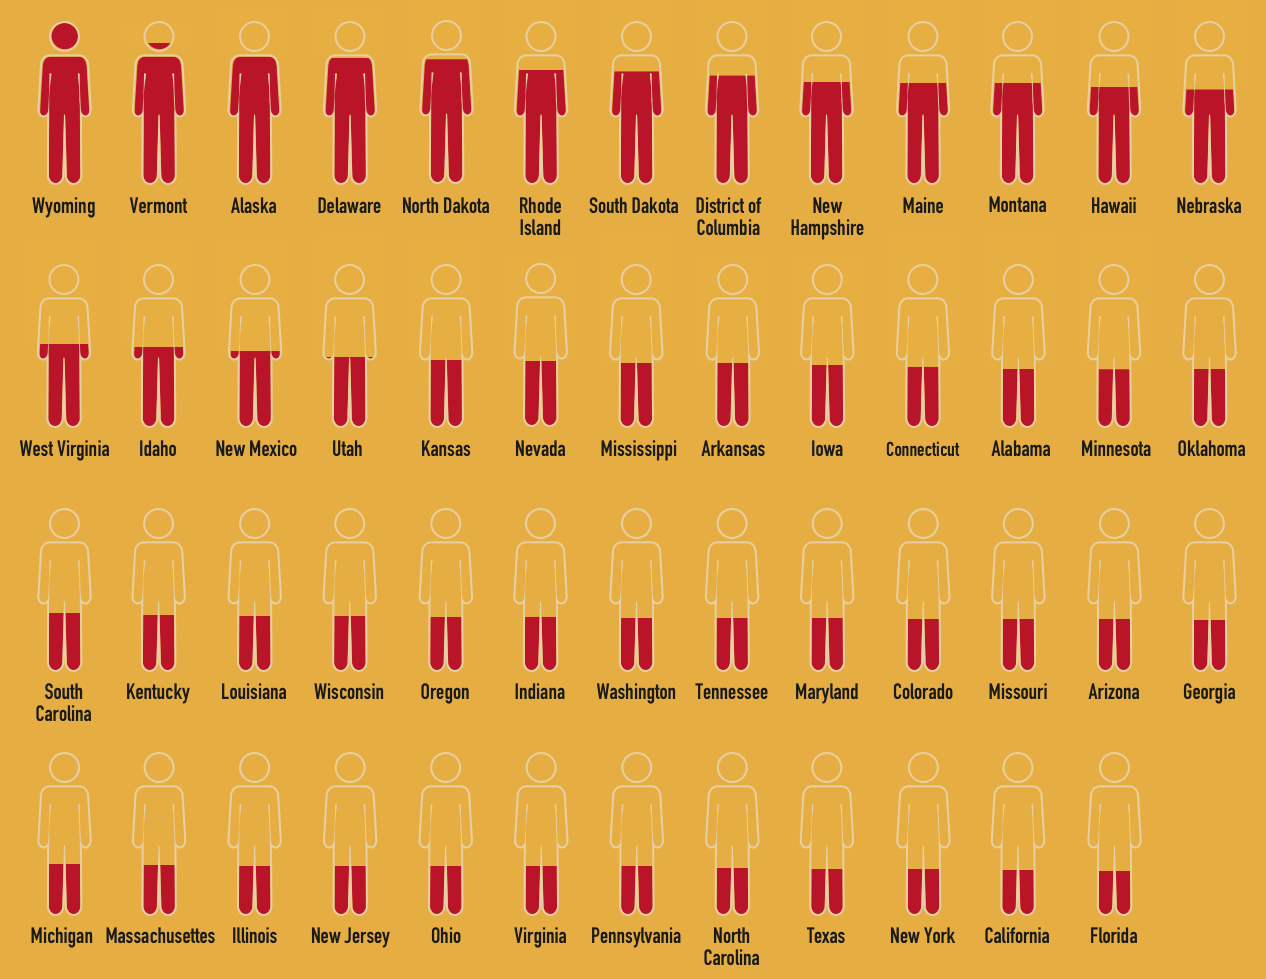 Wyoming
Vermont
Alaska
Delaware
North Dakota
Rhode
Island
South Dakota
District of
Columbia
New
Hampshire
Maine
Montana
Hawaii
Nebraska
West Virginia
Idaho
New Mexico
Utah
Kansas
Nevada
Mississippi
Arkansas
Iowa
Connecticut
Alabama
Minnesota
Oklahoma
South
Carolina
Kentucky
Louisiana
Wisconsin
Oregon
Indiana
Washington
Tennessee
Maryland
Colorado
Missouri
Arizona
Georgia
Michigan
Massachusettes
Illinois
New Jersey
Ohio
Virginia
Pennsylvania
North
Carolina
Texas
New York
California
Florida